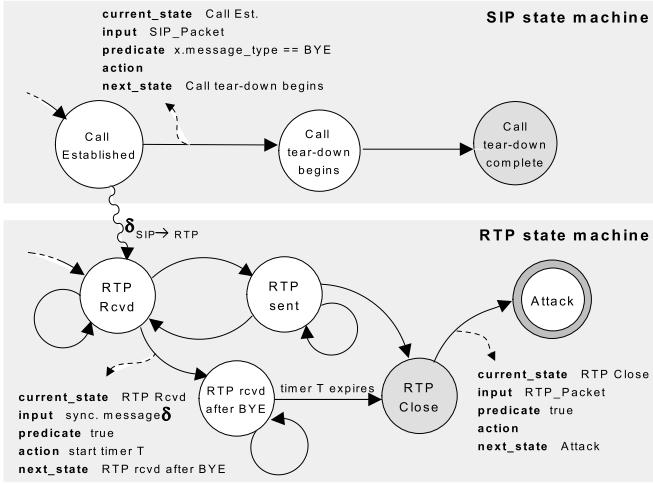 SIP state machine
current_state Call Est.
input SIP_Packet
predicate x.message_type == BYE
action
next_state Call tear-down begins
Call
Established
Call
tear-down
begins
Call
tear-down
complete
δ SIP→ RTP
RTP state machine
RTP
Rcvd
RTP
sent
Attack
RTP rcvd
after BYE
timer T expires
RTP
Close
current_state RTP Rcvd
input sync. message δ
predicate true
action start timer T
next_state RTP rcvd after BYE
current_state RTP Close
input RTP_Packet
predicate true
action
next_state Attack